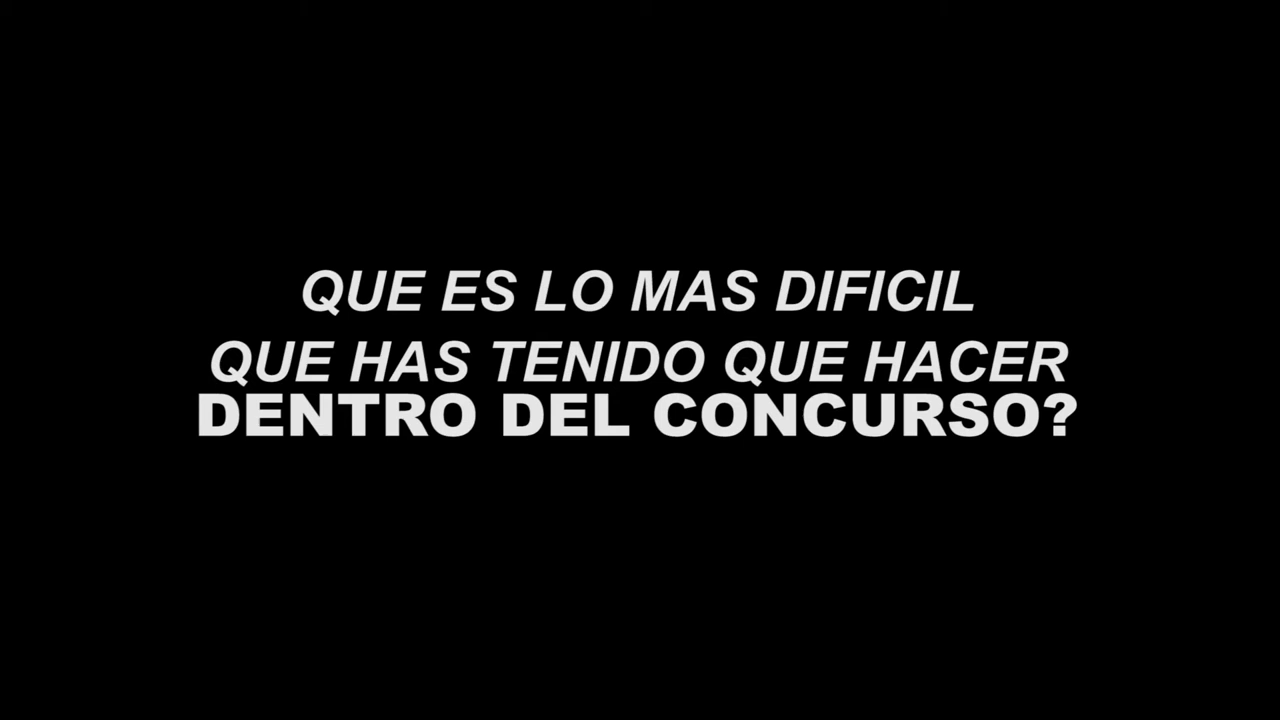 QUE ES LO MAS DIFICIL
QUE HAS TENIDO QUE HACER
DENTRO DEL CONCURSO?